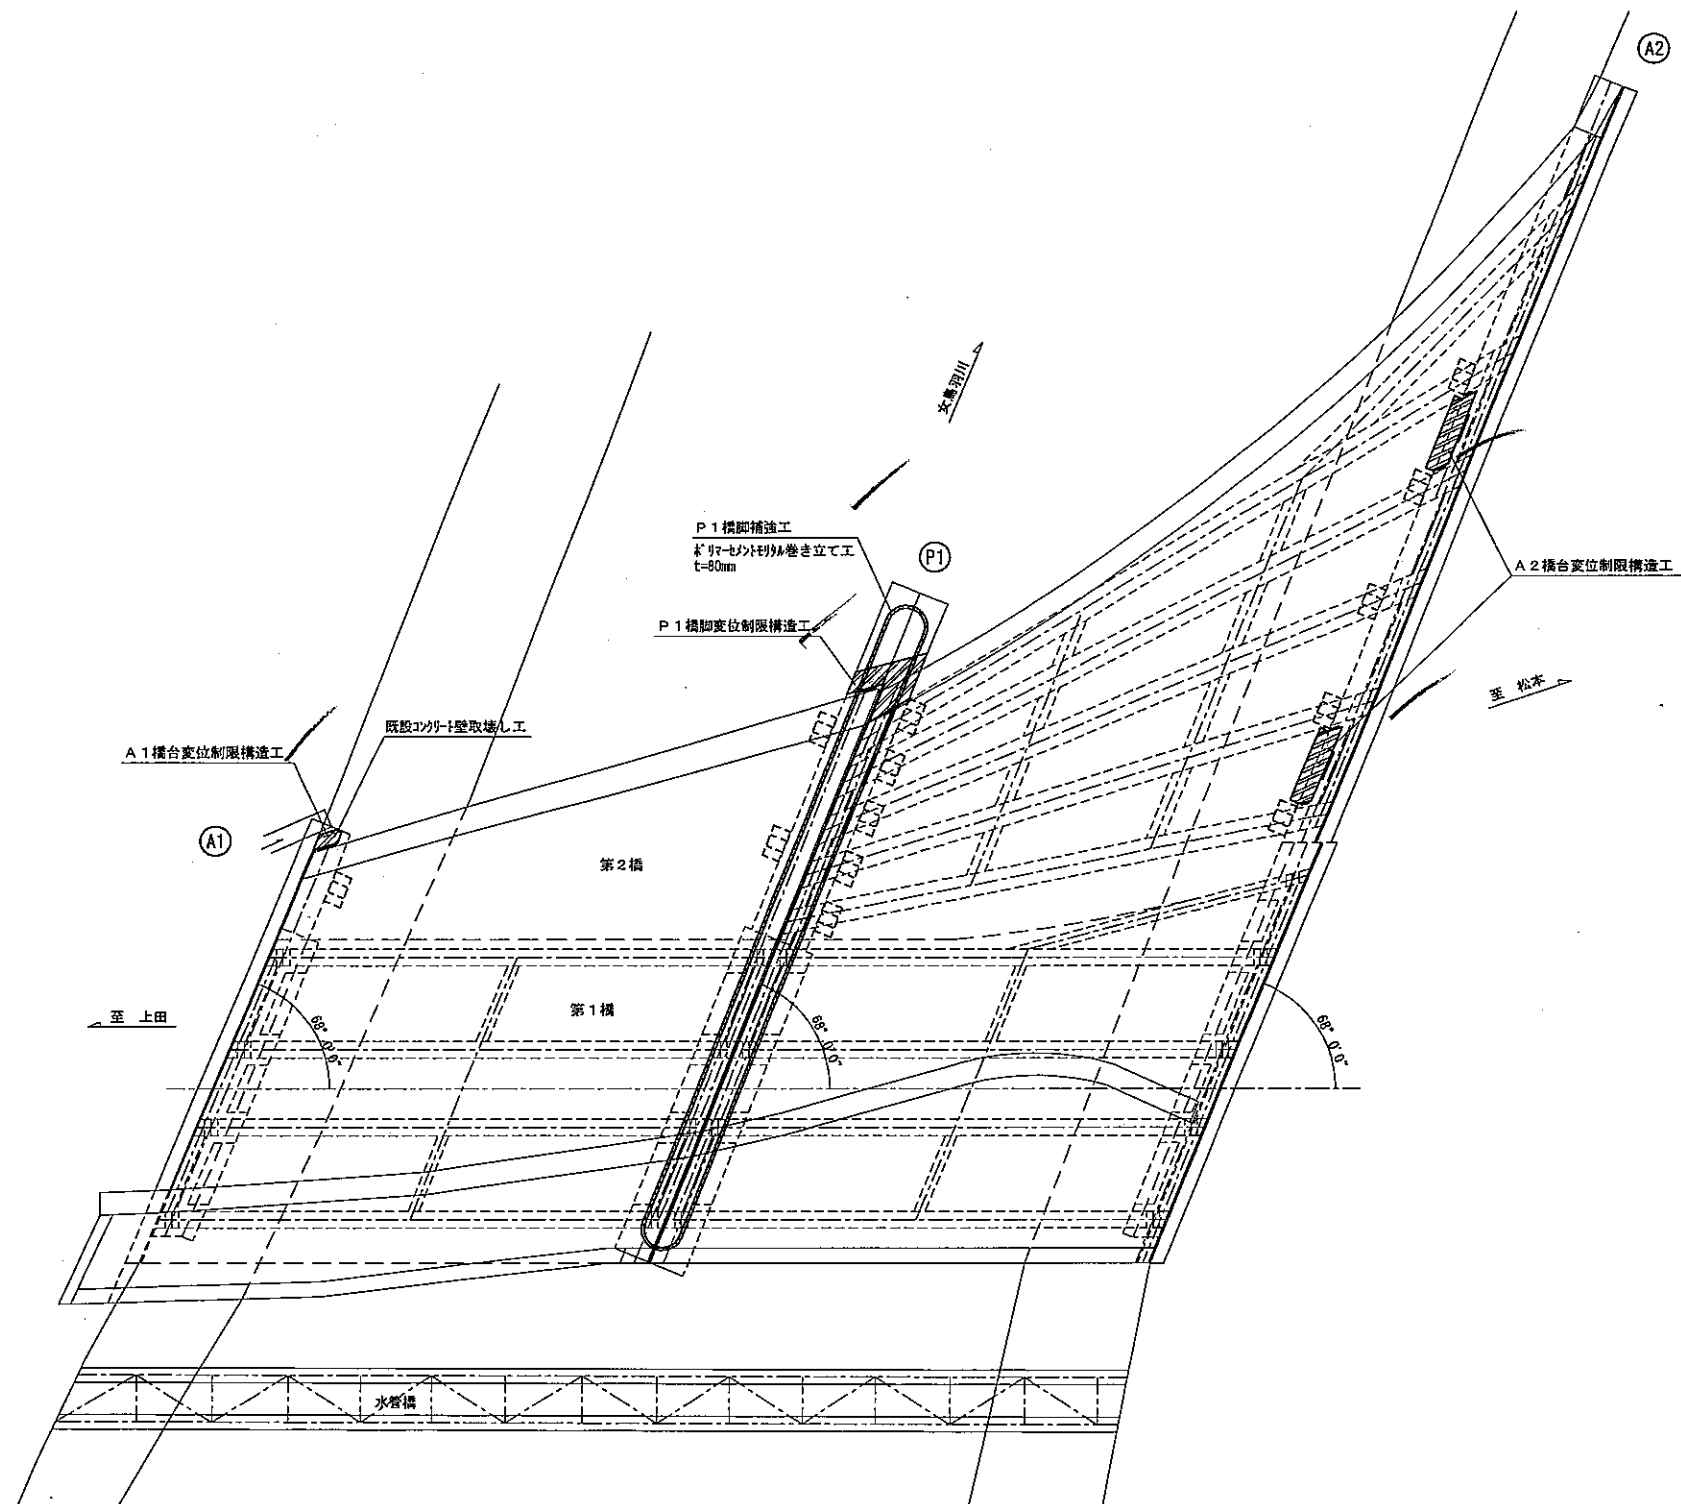 A2
女鳥羽川
P1橋脚補強工
ポリマーセメントモルタル巻き立て工
t=80mm
P1
A2橋台変位制限構造工
P1橋脚変位制限構造工
至 松本
既設コンクリート壁取壊し工
A1橋台変位制限構造工
A1
第2橋
第1橋
至 上田
68° 0′0″
68° 0′0″
68° 0′0″
水管橋